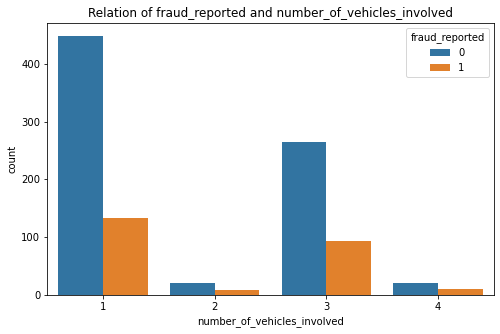 Relation of fraud_reported and number_of_vehicles_involved
fraud_reported
0
1
count
400
300
200
100
0
1 2 3 4
number_of_vehicles_involved